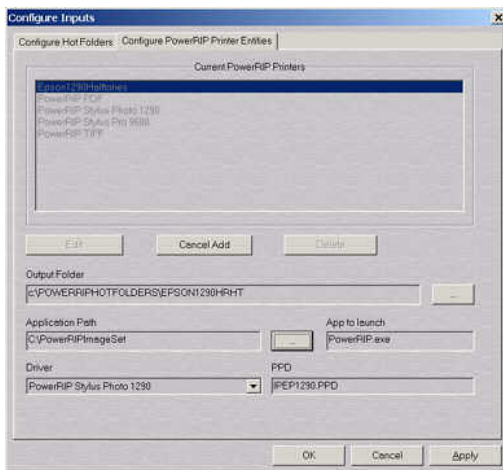 Configure Inputs
Configure Hot Folders
Configure PowerRIP Printer Entities
Current PowerRIP Printers
Epson1290Halftones
PowerRIP PDF
PowerRIP Stylus Photo 1290
PowerRIP Stylus Pro 9600
PowerRIP TIFF
Edit
Cancel Add
Delete
Output Folder
c:\POWERRIPHOTFOLDERS\EPSON1290HRHT
...
Application Path
App to launch
C:\PowerRIPImageSet
...
PowerRIP.exe
Driver
PPD
PowerRIP Stylus Photo 1290
IPEP1290.PPD
OK
Cancel
Apply